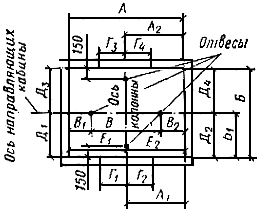 А
А₂
150
Г₃
Г₄
Отвесы
Ось направляющих
кабины
Д₃
Д₄
Б
Ось
колонны
В₁
В
В₂
Д₁
Д₂
b₁
Е₁
Е₂
150
Г₁
Г₂
А₁